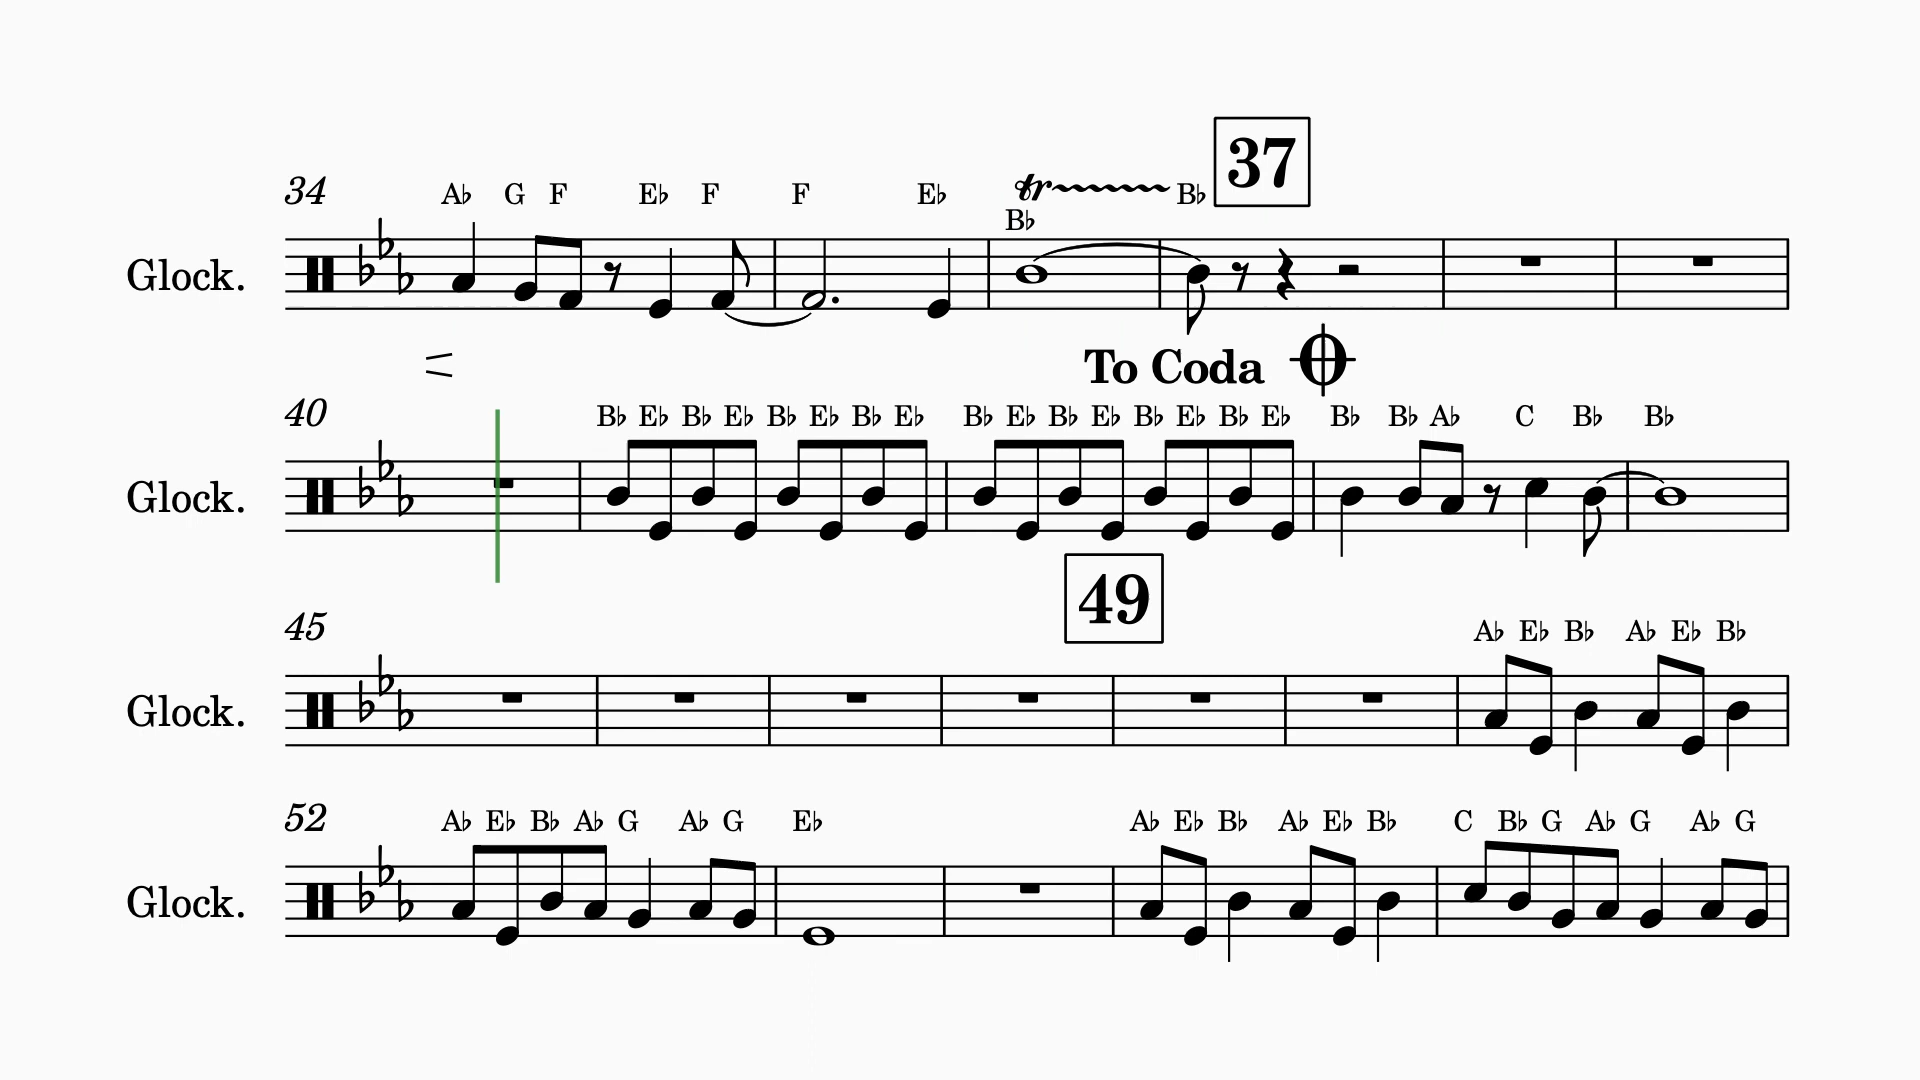 37
34 A♭ G F E♭ F F E♭ tr B♭
B♭
Glock.
To Coda
40 B♭ E♭ B♭ E♭ B♭ E♭ B♭ E♭ B♭ E♭ B♭ E♭ B♭ E♭ B♭ E♭ B♭ B♭ A♭ C B♭ B♭
Glock.
49
45 A♭ E♭ B♭ A♭ E♭ B♭
Glock.
52 A♭ E♭ B♭ A♭ G A♭ G E♭ A♭ E♭ B♭ A♭ E♭ B♭ C B♭ G A♭ G A♭ G
Glock.